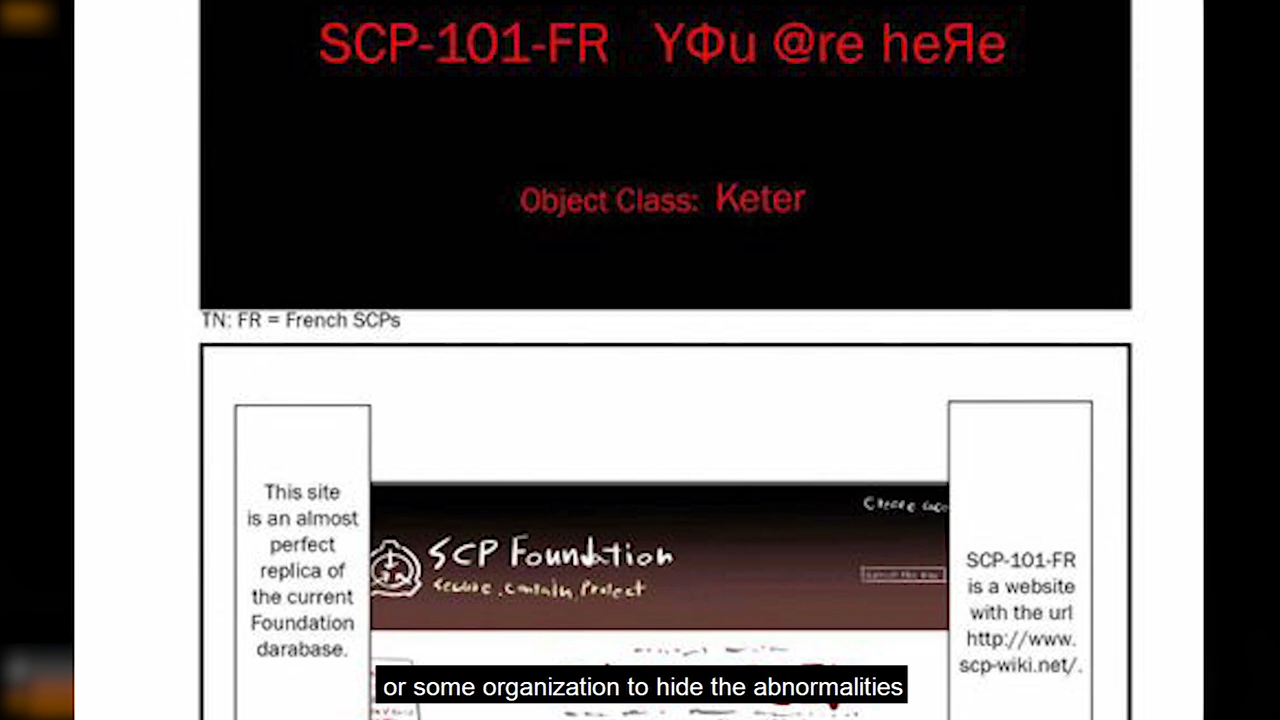 SCP-101-FR YΦu @re heЯe
Object Class: Keter
TN: FR = French SCPs
This site
is an almost
perfect
replica of
the current
Foundation
darabase.
SCP Foundation
secure, contain, Protect
SCP-101-FR
is a website
with the url
http://www.
scp-wiki.net/.
or some organization to hide the abnormalities